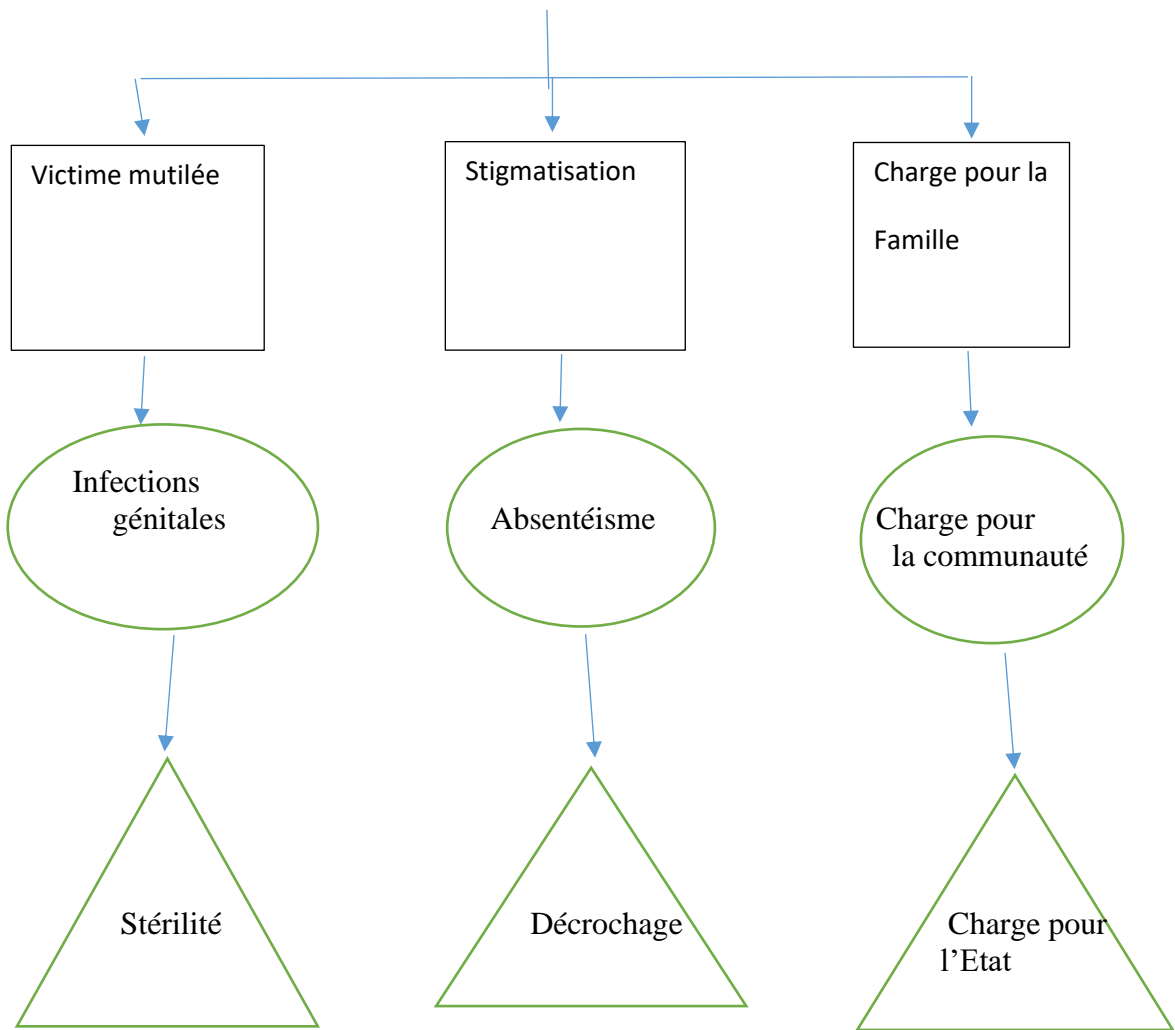 Victime mutilée
Stigmatisation
Charge pour la
Famille
Infections
génitales
Absentéisme
Charge pour
la communauté
Stérilité
Décrochage
Charge pour
l’Etat